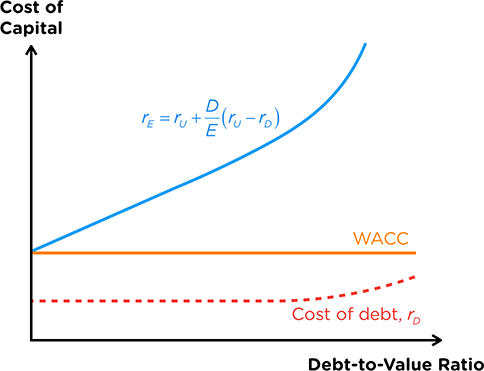 Cost of
Capital
r_E = r_U + D/E (r_U − r_D)
WACC
Cost of debt, r_D
Debt-to-Value Ratio